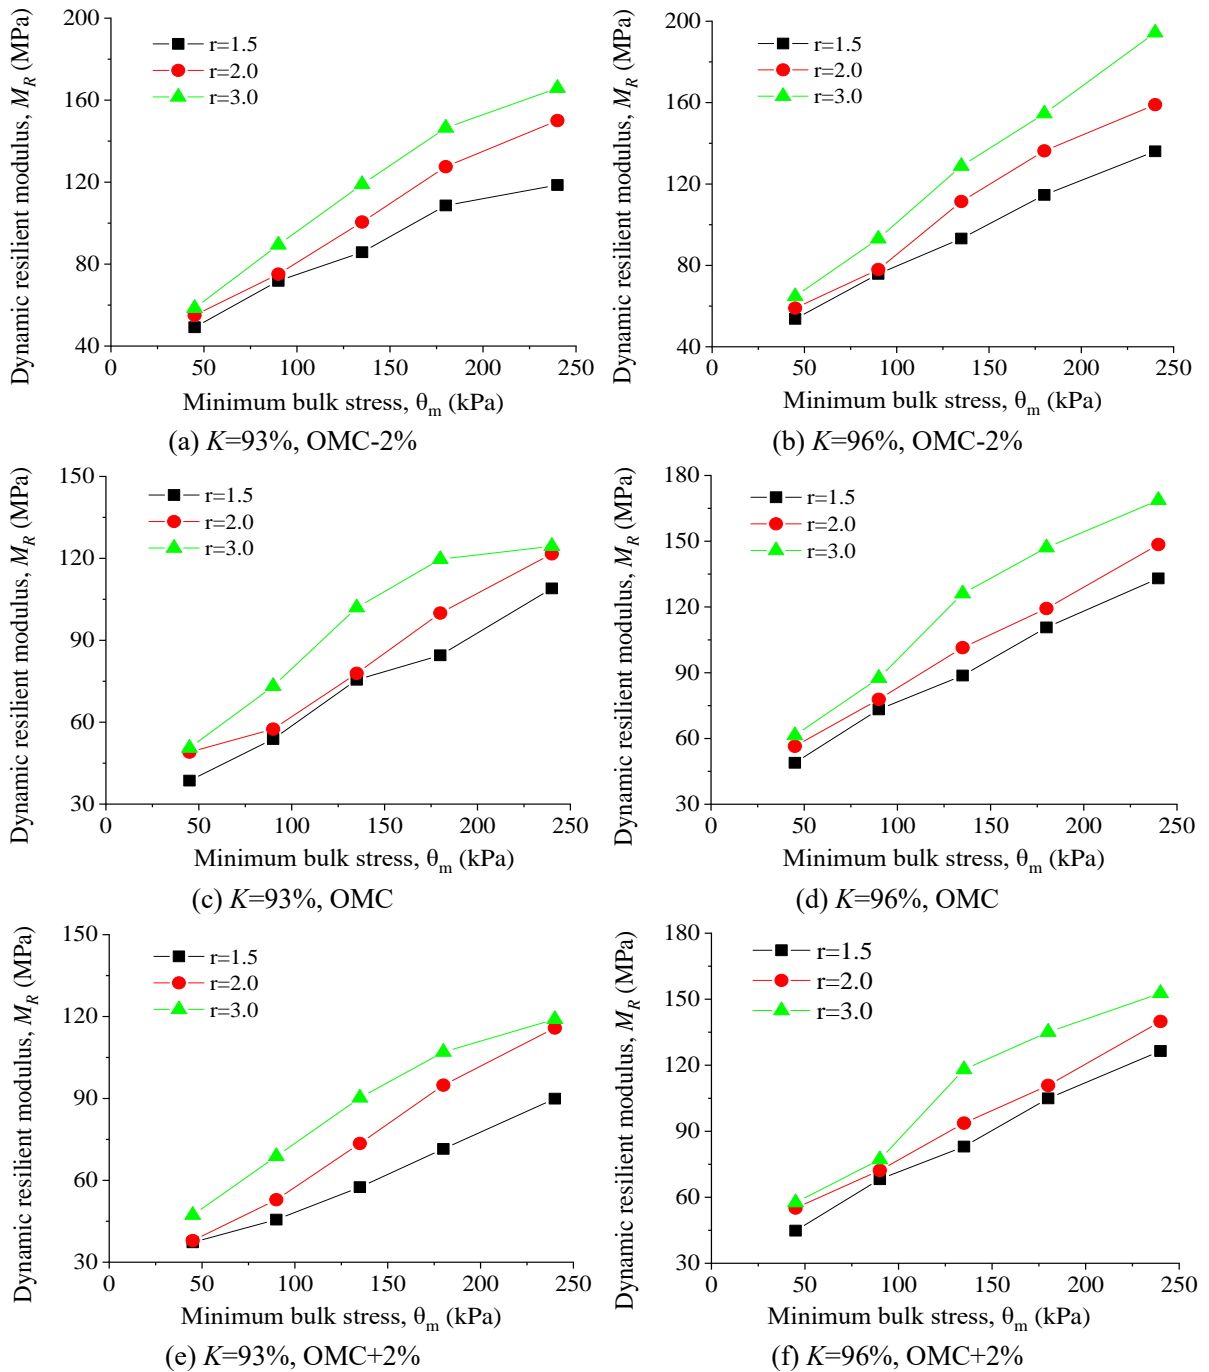 Dynamic resilient modulus, M_R (MPa)
200
160
120
80
40
r=1.5
r=2.0
r=3.0
0 50 100 150 200 250
Minimum bulk stress, θm (kPa)
(a) K=93%, OMC-2%
Dynamic resilient modulus, M_R (MPa)
200
160
120
80
40
r=1.5
r=2.0
r=3.0
0 50 100 150 200 250
Minimum bulk stress, θm (kPa)
(b) K=96%, OMC-2%
Dynamic resilient modulus, M_R (MPa)
150
120
90
60
30
r=1.5
r=2.0
r=3.0
0 50 100 150 200 250
Minimum bulk stress, θm (kPa)
(c) K=93%, OMC
Dynamic resilient modulus, M_R (MPa)
180
150
120
90
60
30
r=1.5
r=2.0
r=3.0
0 50 100 150 200 250
Minimum bulk stress, θm (kPa)
(d) K=96%, OMC
Dynamic resilient modulus, M_R (MPa)
150
120
90
60
30
r=1.5
r=2.0
r=3.0
0 50 100 150 200 250
Minimum bulk stress, θm (kPa)
(e) K=93%, OMC+2%
Dynamic resilient modulus, M_R (MPa)
180
150
120
90
60
30
r=1.5
r=2.0
r=3.0
0 50 100 150 200 250
Minimum bulk stress, θm (kPa)
(f) K=96%, OMC+2%